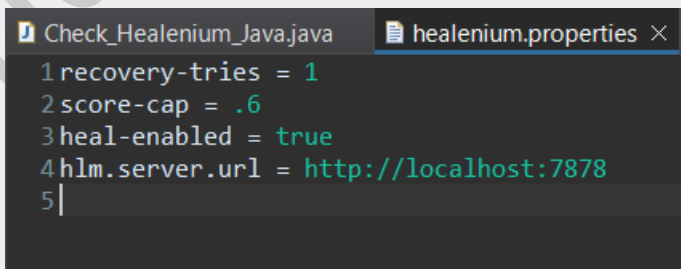 Check_Healenium_Java.java healenium.properties
1 recovery-tries = 1
2 score-cap = .6
3 heal-enabled = true
4 hlm.server.url = http://localhost:7878
5